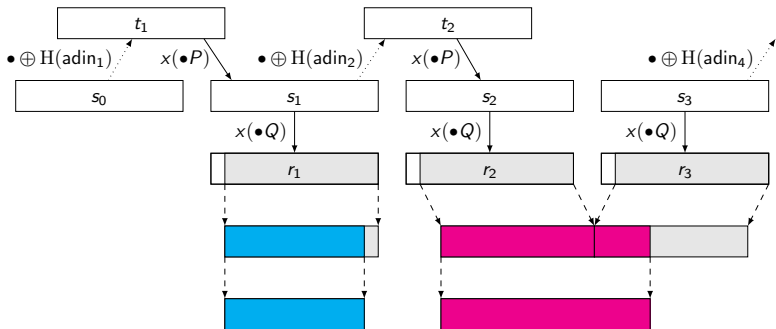 t₁ t₂
• ⊕ H(adin₁) x(•P) • ⊕ H(adin₂) x(•P) • ⊕ H(adin₄)
s₀ s₁ s₂ s₃
x(•Q) x(•Q) x(•Q)
r₁ r₂ r₃